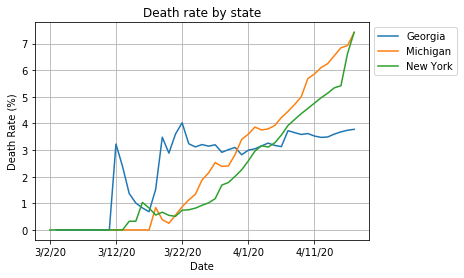 Death rate by state
Georgia
Michigan
New York
Death Rate (%)
7
6
5
4
3
2
1
0
3/2/20 3/12/20 3/22/20 4/1/20 4/11/20
Date